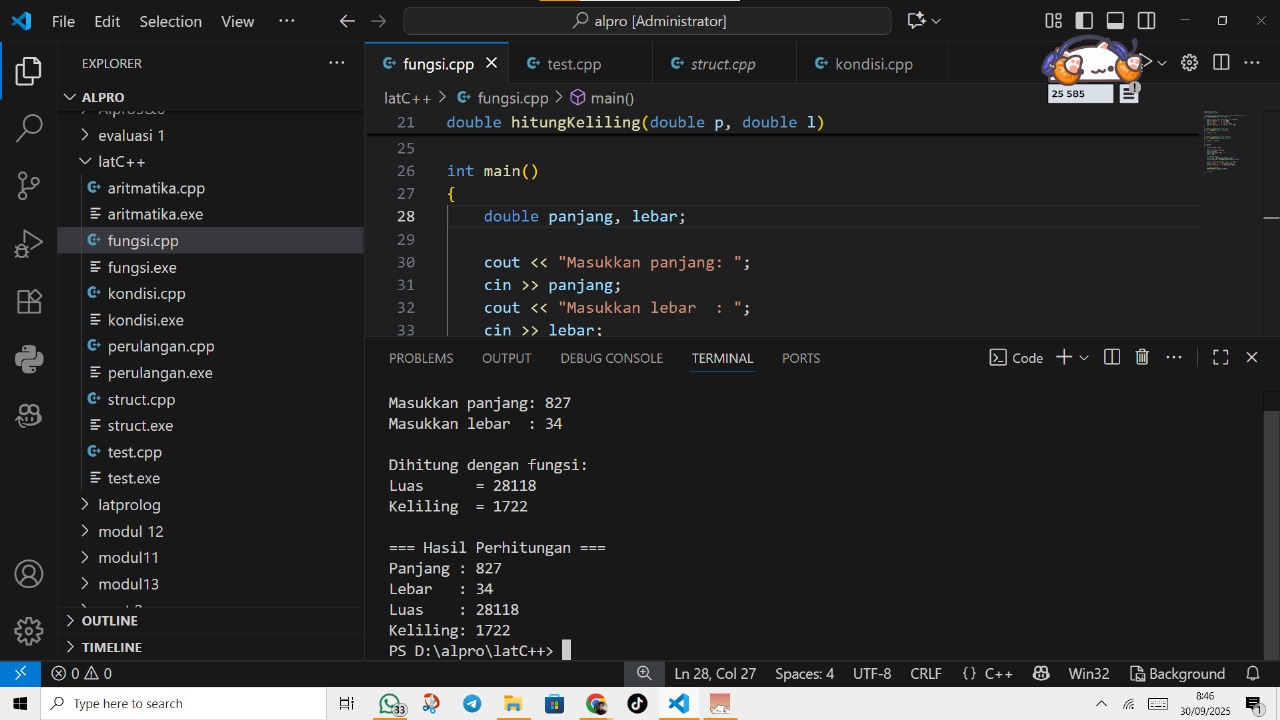 File Edit Selection View ··· alpro [Administrator]
EXPLORER ···
ALPRO
evaluasi 1
latC++
aritmatika.cpp
aritmatika.exe
fungsi.cpp
fungsi.exe
kondisi.cpp
kondisi.exe
perulangan.cpp
perulangan.exe
struct.cpp
struct.exe
test.cpp
test.exe
latprolog
modul 12
modul11
modul13
OUTLINE
TIMELINE
fungsi.cpp test.cpp struct.cpp kondisi.cpp
25 585
latC++ > fungsi.cpp > main()
21 double hitungKeliling(double p, double l)
25
26 int main()
27 {
28 double panjang, lebar;
29
30 cout << "Masukkan panjang: ";
31 cin >> panjang;
32 cout << "Masukkan lebar  : ";
33 cin >> lebar;
PROBLEMS OUTPUT DEBUG CONSOLE TERMINAL PORTS Code
Masukkan panjang: 827
Masukkan lebar  : 34
Dihitung dengan fungsi:
Luas      = 28118
Keliling  = 1722
=== Hasil Perhitungan ===
Panjang : 827
Lebar   : 34
Luas    : 28118
Keliling: 1722
PS D:\alpro\latC++>
0 0 Ln 28, Col 27 Spaces: 4 UTF-8 CRLF {} C++ Win32 Background
Type here to search 33 8:46
30/09/2025 1